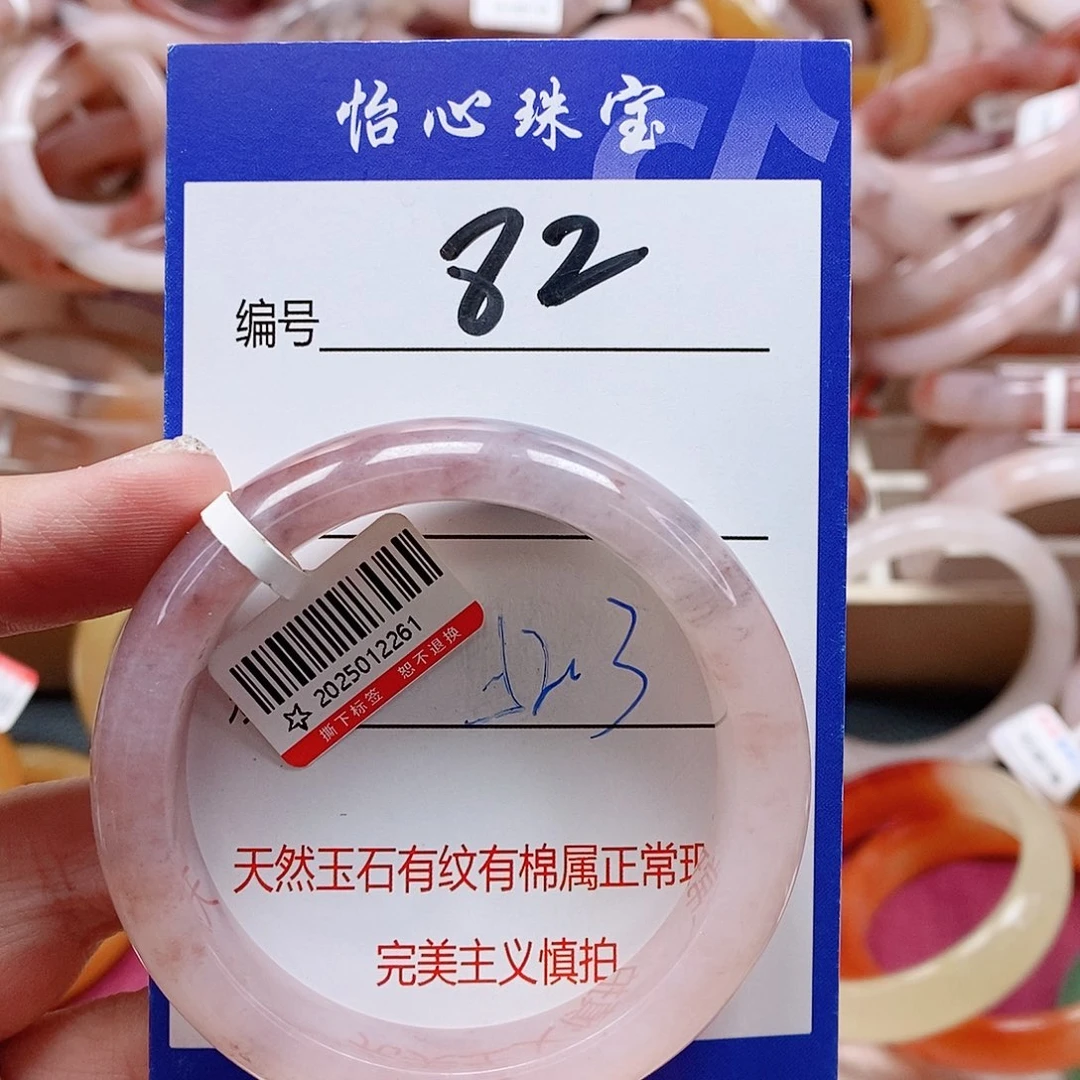 怡心珠宝
82
编号
2025012261
撕下标签 恕不退换
天然玉石有纹有棉属正常现
完美主义慎拍